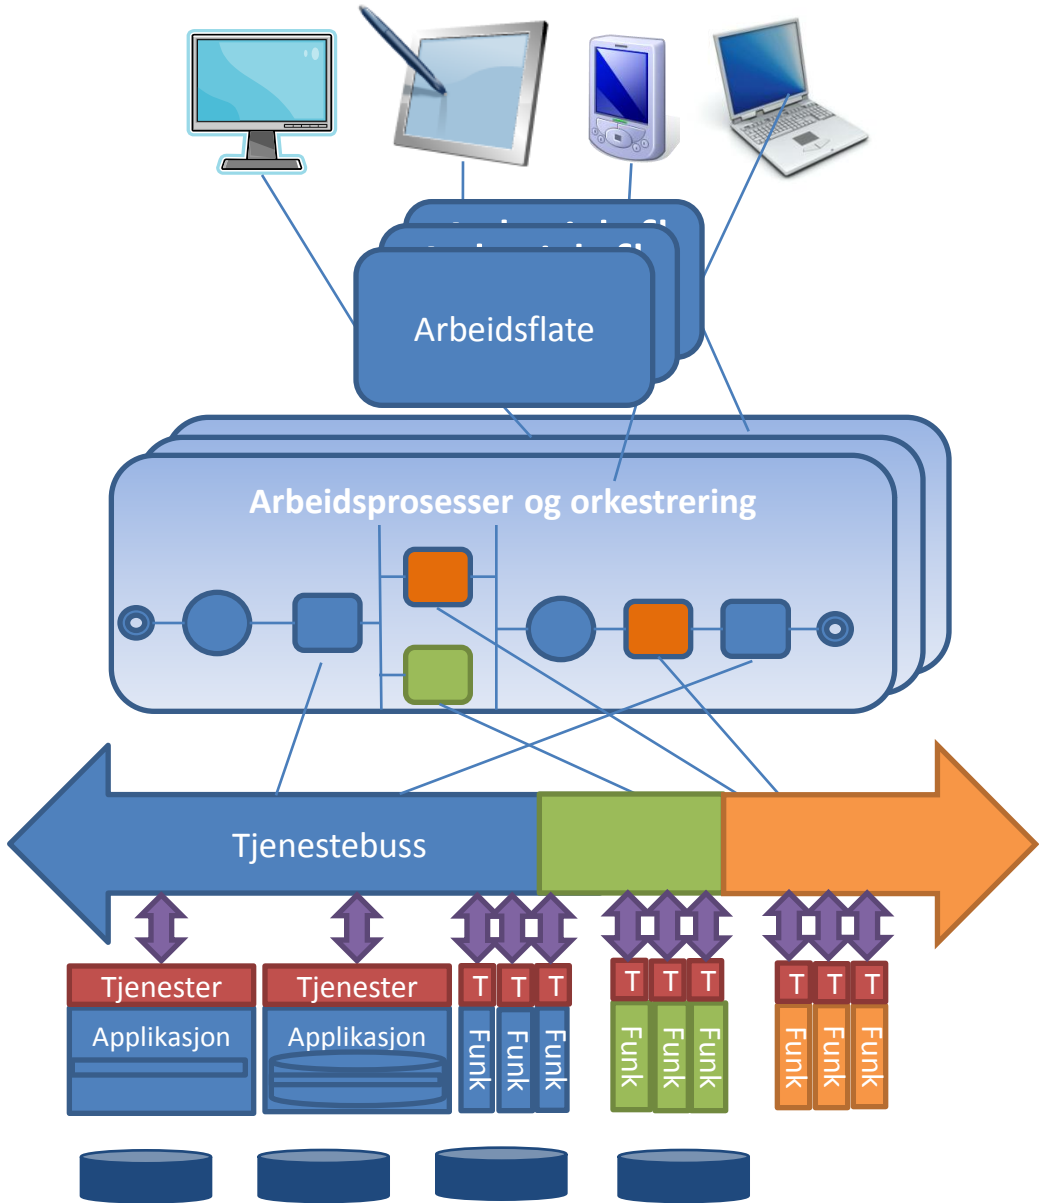 Arbeidsflate
Arbeidsprosesser og orkestrering
Tjenestebuss
Tjenester
Tjenester
T
T
T
T
T
T
T
T
T
Applikasjon
Applikasjon
Funk
Funk
Funk
Funk
Funk
Funk
Funk
Funk
Funk